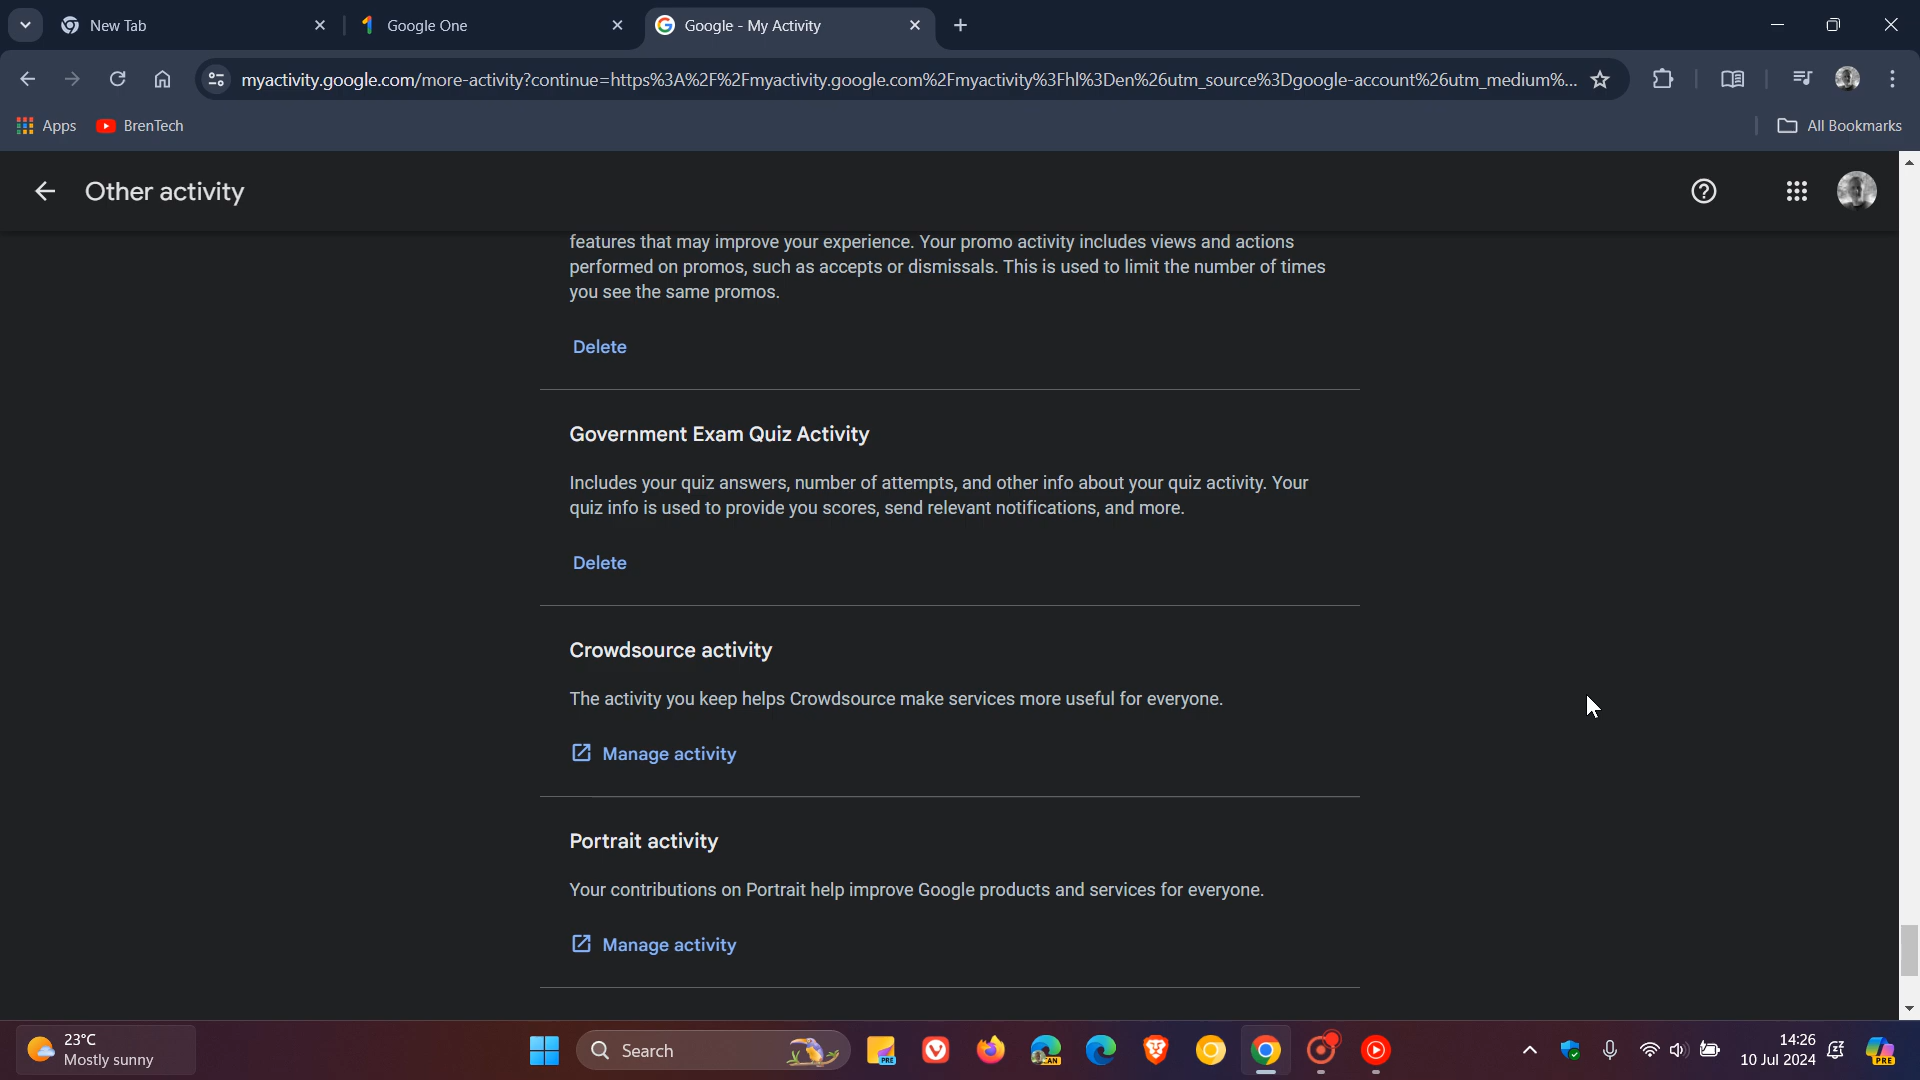 New Tab
Google One
Google - My Activity
myactivity.google.com/more-activity?continue=https%3A%2F%2Fmyactivity.google.com%2Fmyactivity%3Fhl%3Den%26utm_source%3Dgoogle-account%26utm_medium%...
Apps
BrenTech
All Bookmarks
Other activity
features that may improve your experience. Your promo activity includes views and actions
performed on promos, such as accepts or dismissals. This is used to limit the number of times
you see the same promos.
Delete
Government Exam Quiz Activity
Includes your quiz answers, number of attempts, and other info about your quiz activity. Your
quiz info is used to provide you scores, send relevant notifications, and more.
Delete
Crowdsource activity
The activity you keep helps Crowdsource make services more useful for everyone.
Manage activity
Portrait activity
Your contributions on Portrait help improve Google products and services for everyone.
Manage activity
23°C
Mostly sunny
Search
PRE
CAN
14:26
10 Jul 2024
PRE